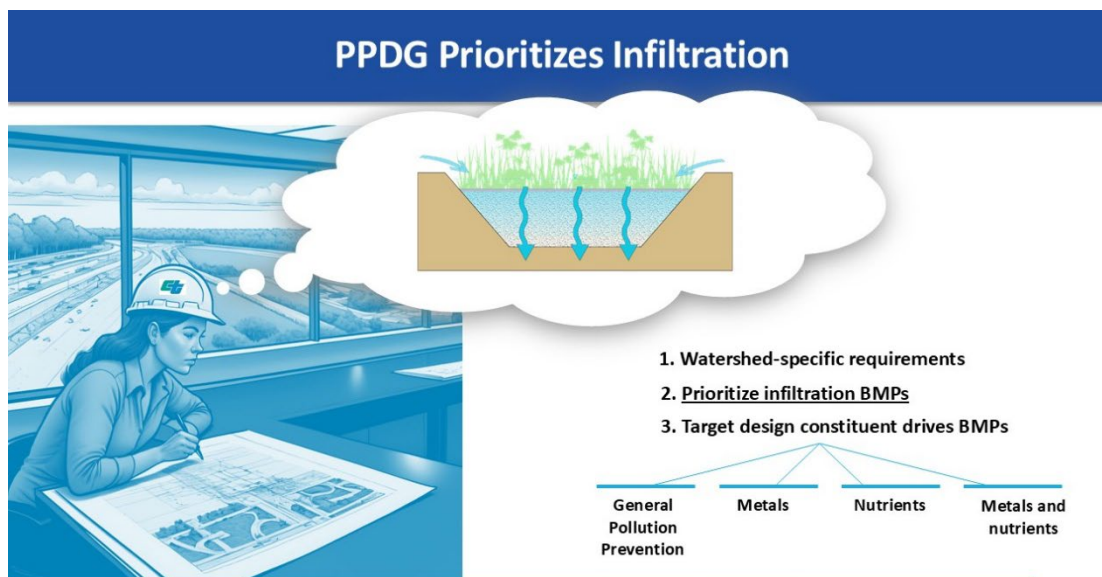 PPDG Prioritizes Infiltration
Ct
1. Watershed-specific requirements
2. Prioritize infiltration BMPs
3. Target design constituent drives BMPs
General
Pollution
Prevention
Metals
Nutrients
Metals and
nutrients